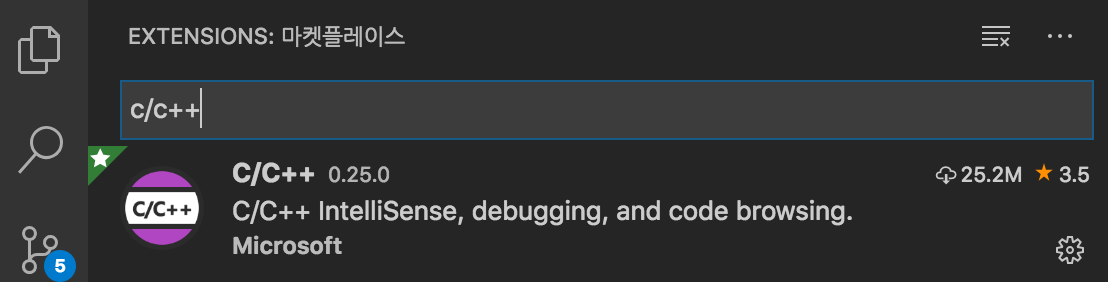 EXTENSIONS: 마켓플레이스
c/c++
C/C++ 0.25.0 25.2M 3.5
C/C++
C/C++ IntelliSense, debugging, and code browsing.
Microsoft
5